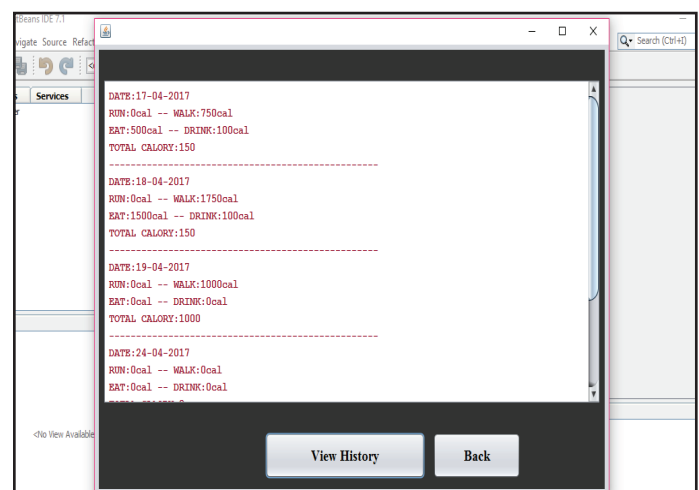 tBeans IDE 7.1
vigate Source Refact
Search (Ctrl+I)
Services
DATE:17-04-2017
RUN:0cal -- WALK:750cal
EAT:500cal -- DRINK:100cal
TOTAL CALORY:150
--------------------------------------------------
DATE:18-04-2017
RUN:0cal -- WALK:1750cal
EAT:1500cal -- DRINK:100cal
TOTAL CALORY:150
--------------------------------------------------
DATE:19-04-2017
RUN:0cal -- WALK:1000cal
EAT:0cal -- DRINK:0cal
TOTAL CALORY:1000
--------------------------------------------------
DATE:24-04-2017
RUN:0cal -- WALK:0cal
EAT:0cal -- DRINK:0cal
<No View Available
View History
Back